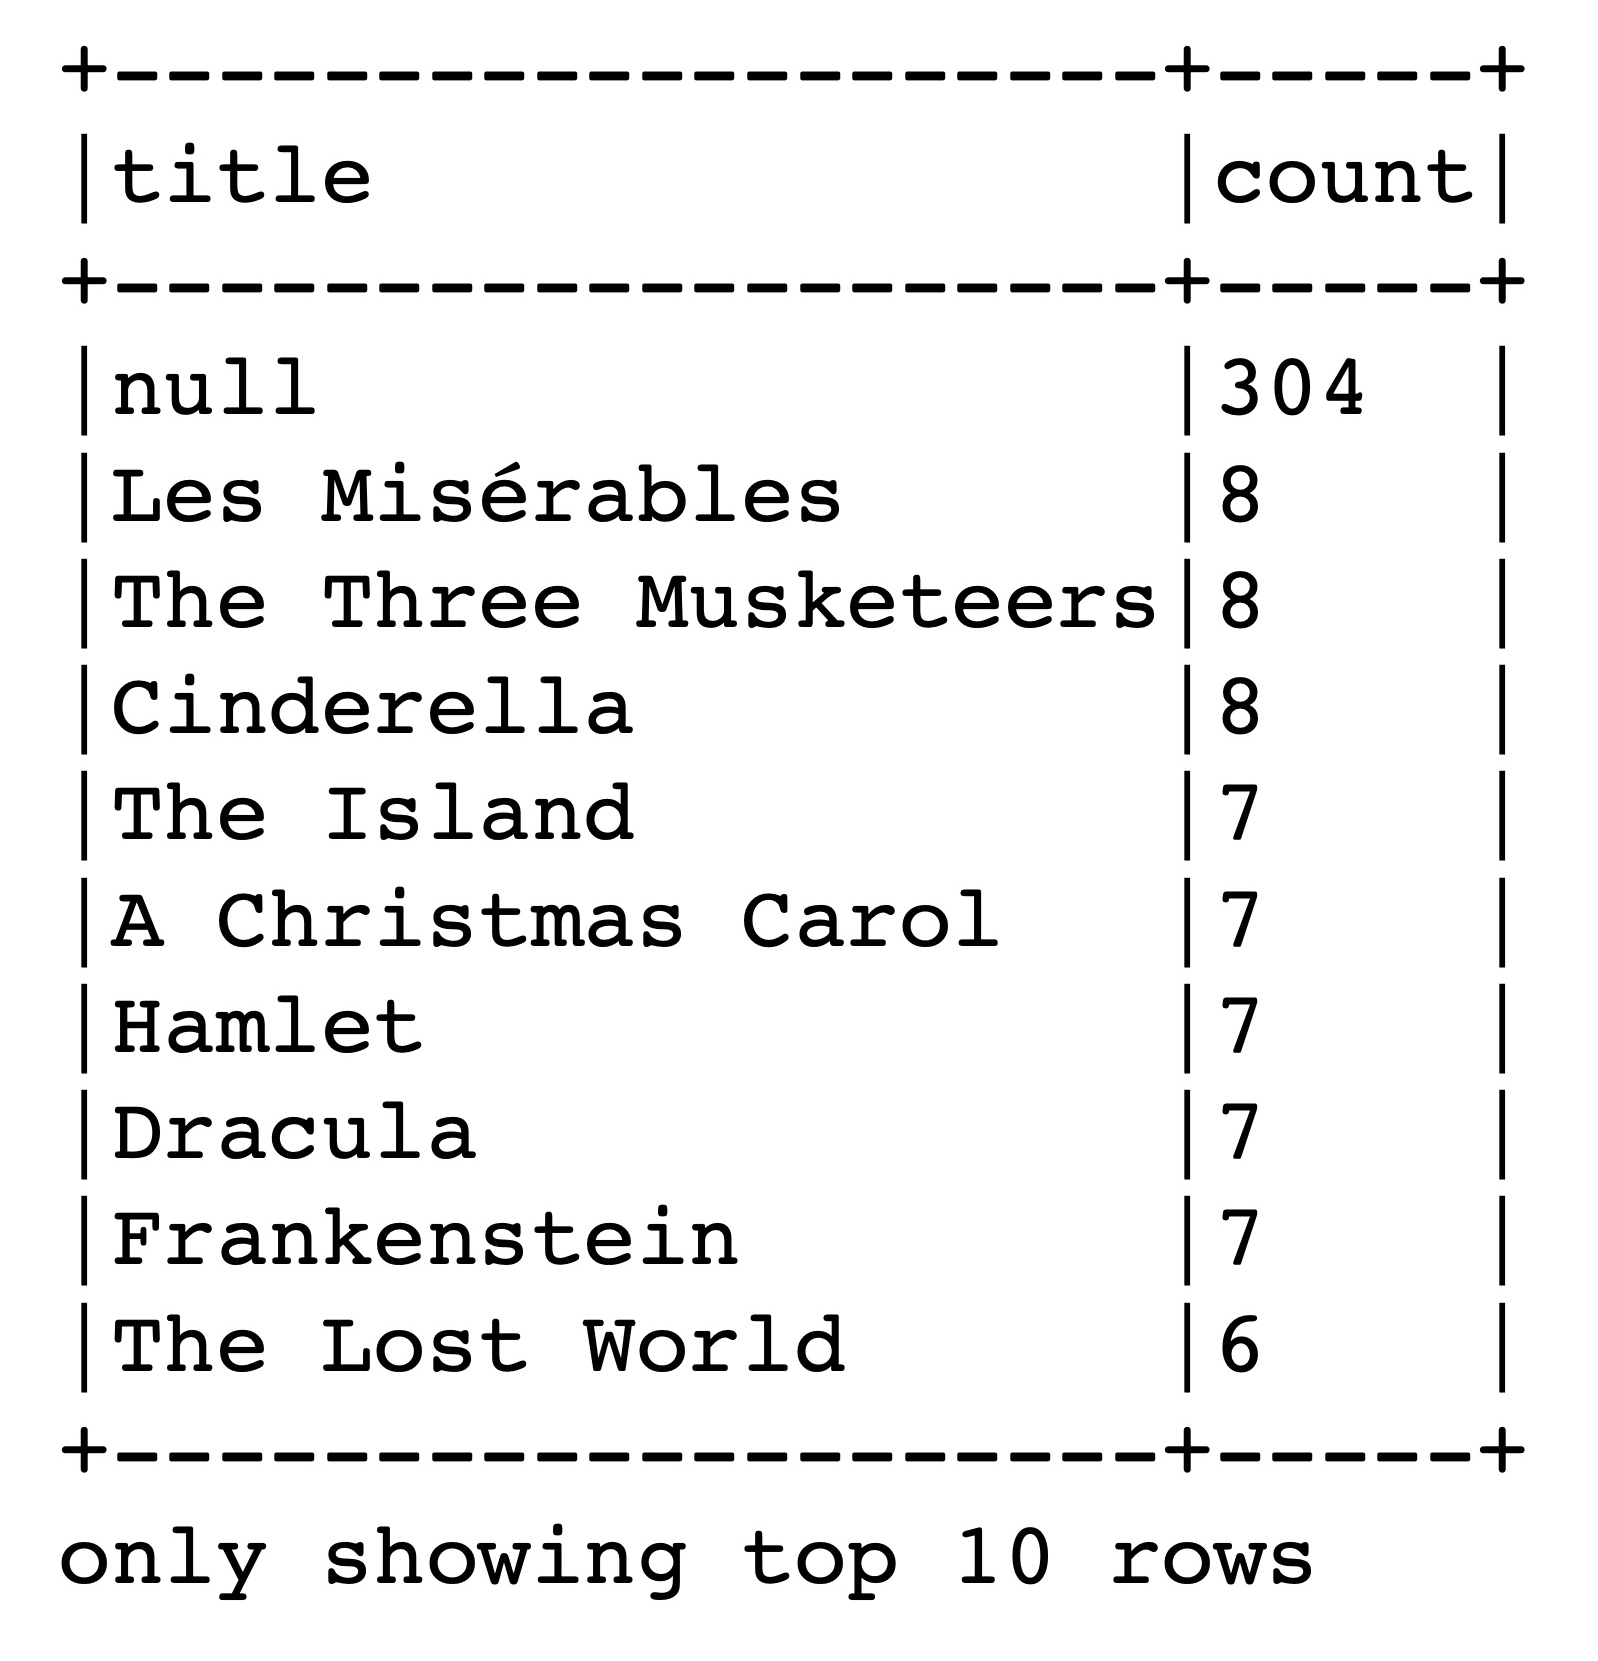 +--------------------+-----+
|title               |count|
+--------------------+-----+
|null                |304  |
|Les Misérables      |8    |
|The Three Musketeers|8    |
|Cinderella          |8    |
|The Island          |7    |
|A Christmas Carol   |7    |
|Hamlet              |7    |
|Dracula             |7    |
|Frankenstein        |7    |
|The Lost World      |6    |
+--------------------+-----+
only showing top 10 rows